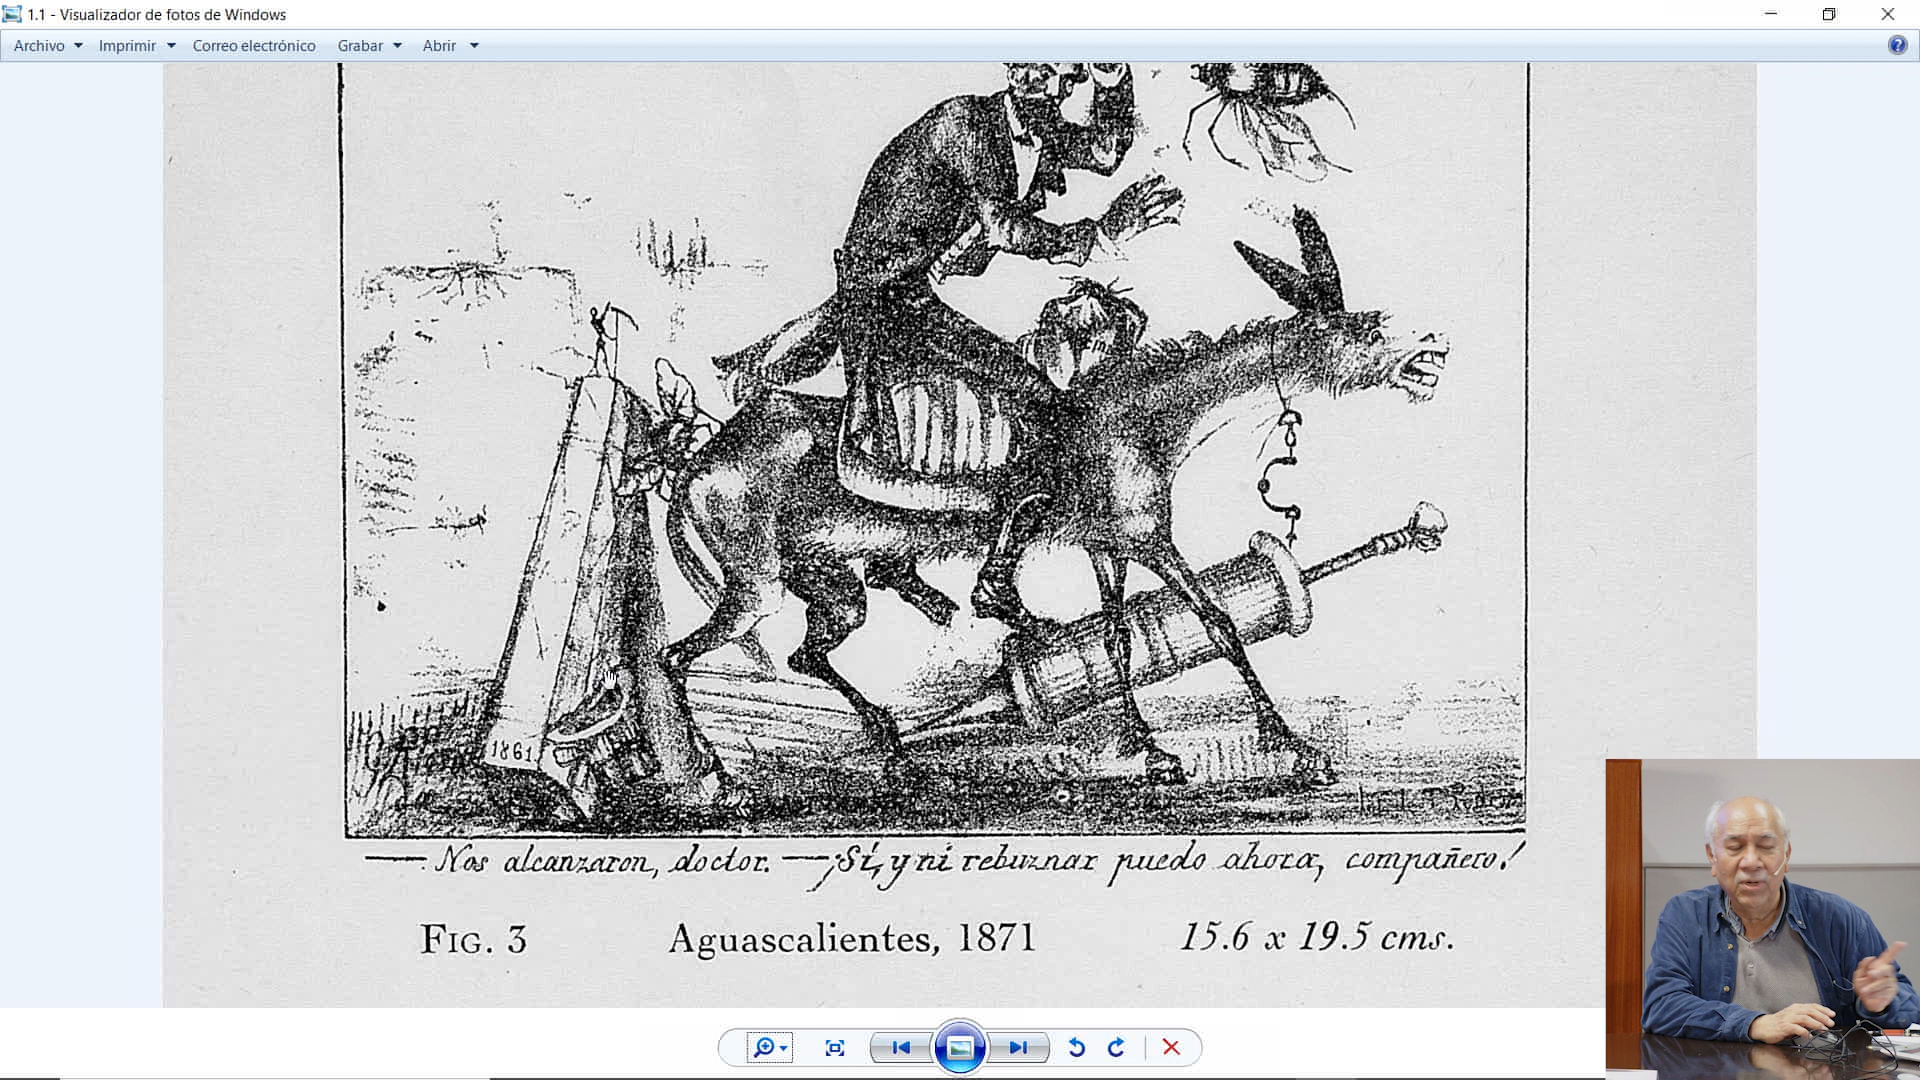 1.1 - Visualizador de fotos de Windows
Archivo Imprimir Correo electrónico Grabar Abrir
1861
— Nos alcanzaron, doctor. — ¡Sí, y ni rebuznar puedo ahora, compañero!
FIG. 3 Aguascalientes, 1871 15.6 x 19.5 cms.